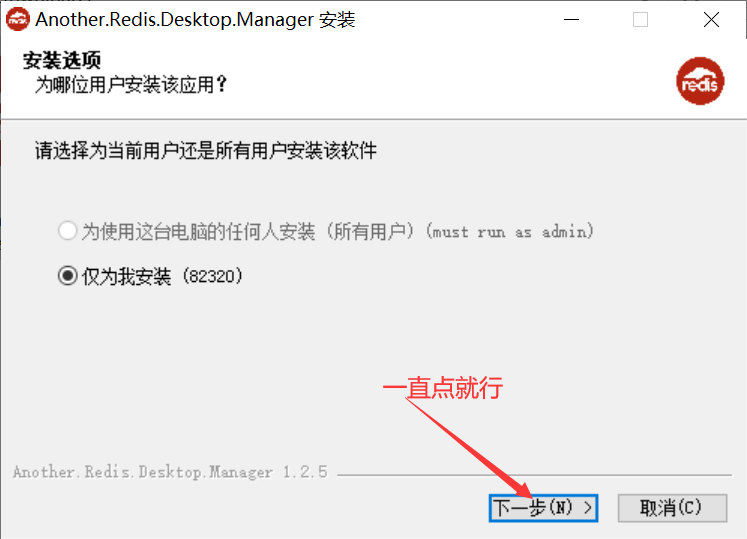 Another.Redis.Desktop.Manager 安装
安装选项
为哪位用户安装该应用？
redis
请选择为当前用户还是所有用户安装该软件
为使用这台电脑的任何人安装 (所有用户) (must run as admin)
仅为我安装 (82320)
一直点就行
Another.Redis.Desktop.Manager 1.2.5
下一步(N) >
取消(C)